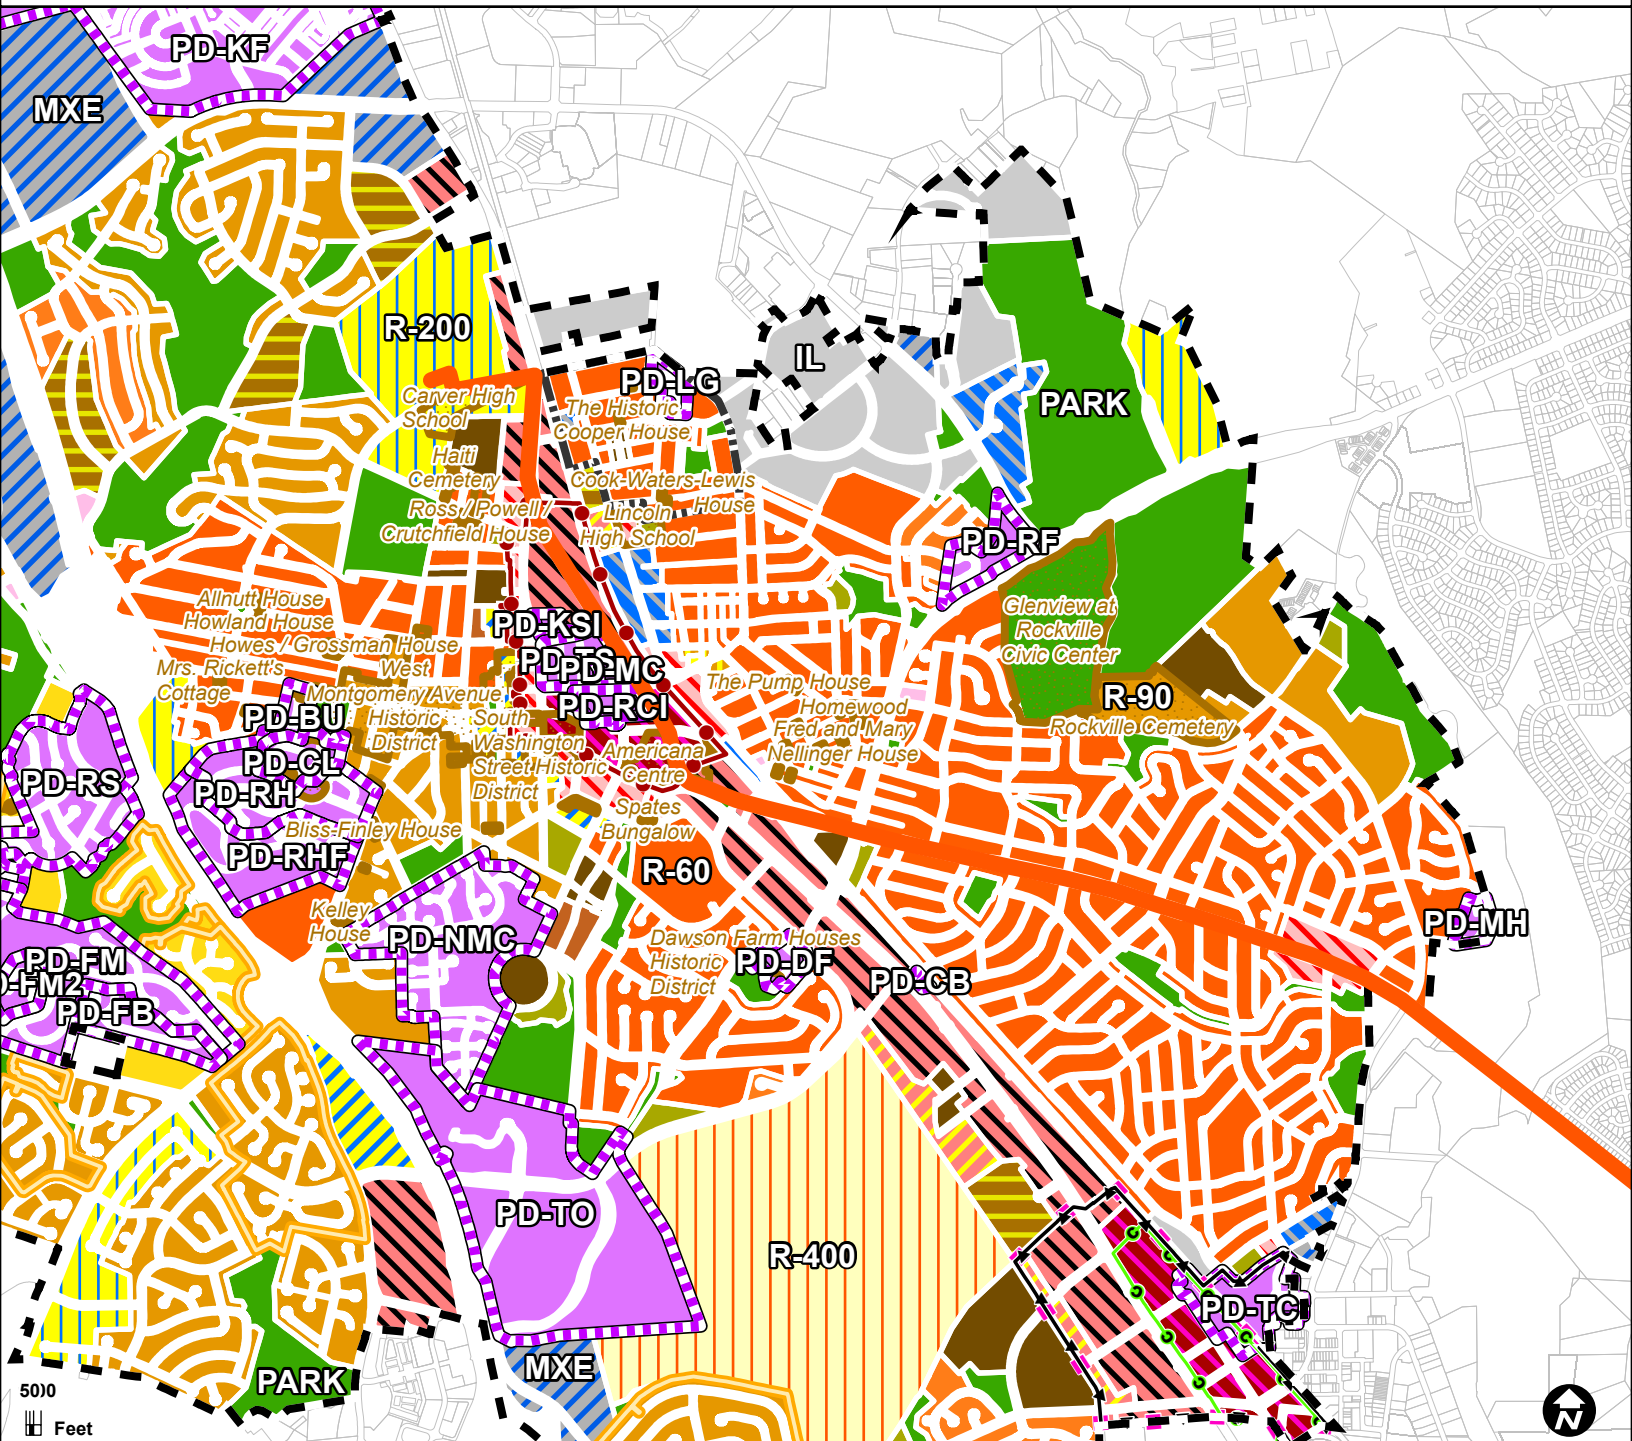 PD-KF
MXE
R-200
PD-LG
IL
PARK
Carver High
School
The Historic
Cooper House
Haiti
Cemetery
Cook-Waters-Lewis
House
Ross / Powell /
Crutchfield House
Lincoln
High School
PD-RF
Allnutt House
Howland House
Howes / Grossman House
Mrs. Rickett's
Cottage
West
Montgomery Avenue
Historic
District
PD-KSI
PD-TS
PD-MC
PD-RCI
Glenview at
Rockville
Civic Center
R-90
Rockville Cemetery
The Pump House
Homewood
Fred and Mary
Nellinger House
PD-BU
South
Washington
Street Historic
District
Americana
Centre
PD-CL
PD-RS
PD-RH
Bliss-Finley House
Spates
Bungalow
PD-RHF
R-60
Kelley
House
PD-NMC
Dawson Farm Houses
Historic
District
PD-DF
PD-CB
PD-MH
PD-FM
-FM2
PD-FB
PD-TO
R-400
PD-TC
MXE
PARK
Feet
N